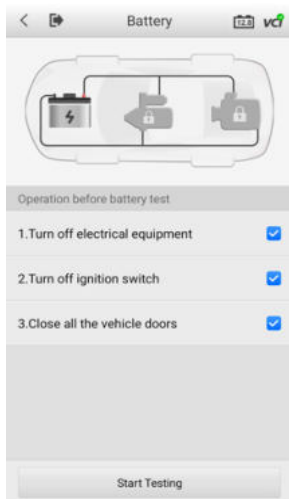 Battery
12.8
VCI
Operation before battery test
1.Turn off electrical equipment
2.Turn off ignition switch
3.Close all the vehicle doors
Start Testing